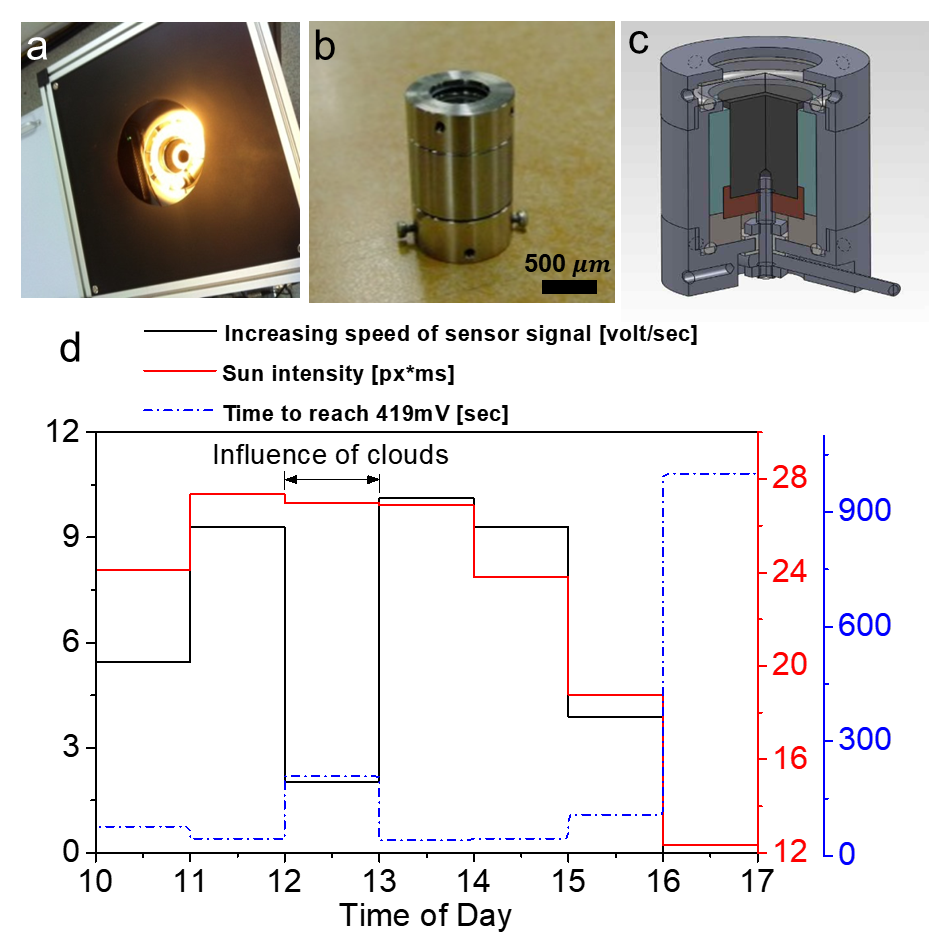 a
b
c
500 μm
d
Increasing speed of sensor signal [volt/sec]
Sun intensity [px*ms]
Time to reach 419mV [sec]
Influence of clouds
12
9
6
3
0
28
24
20
16
12
900
600
300
0
10 11 12 13 14 15 16 17
Time of Day